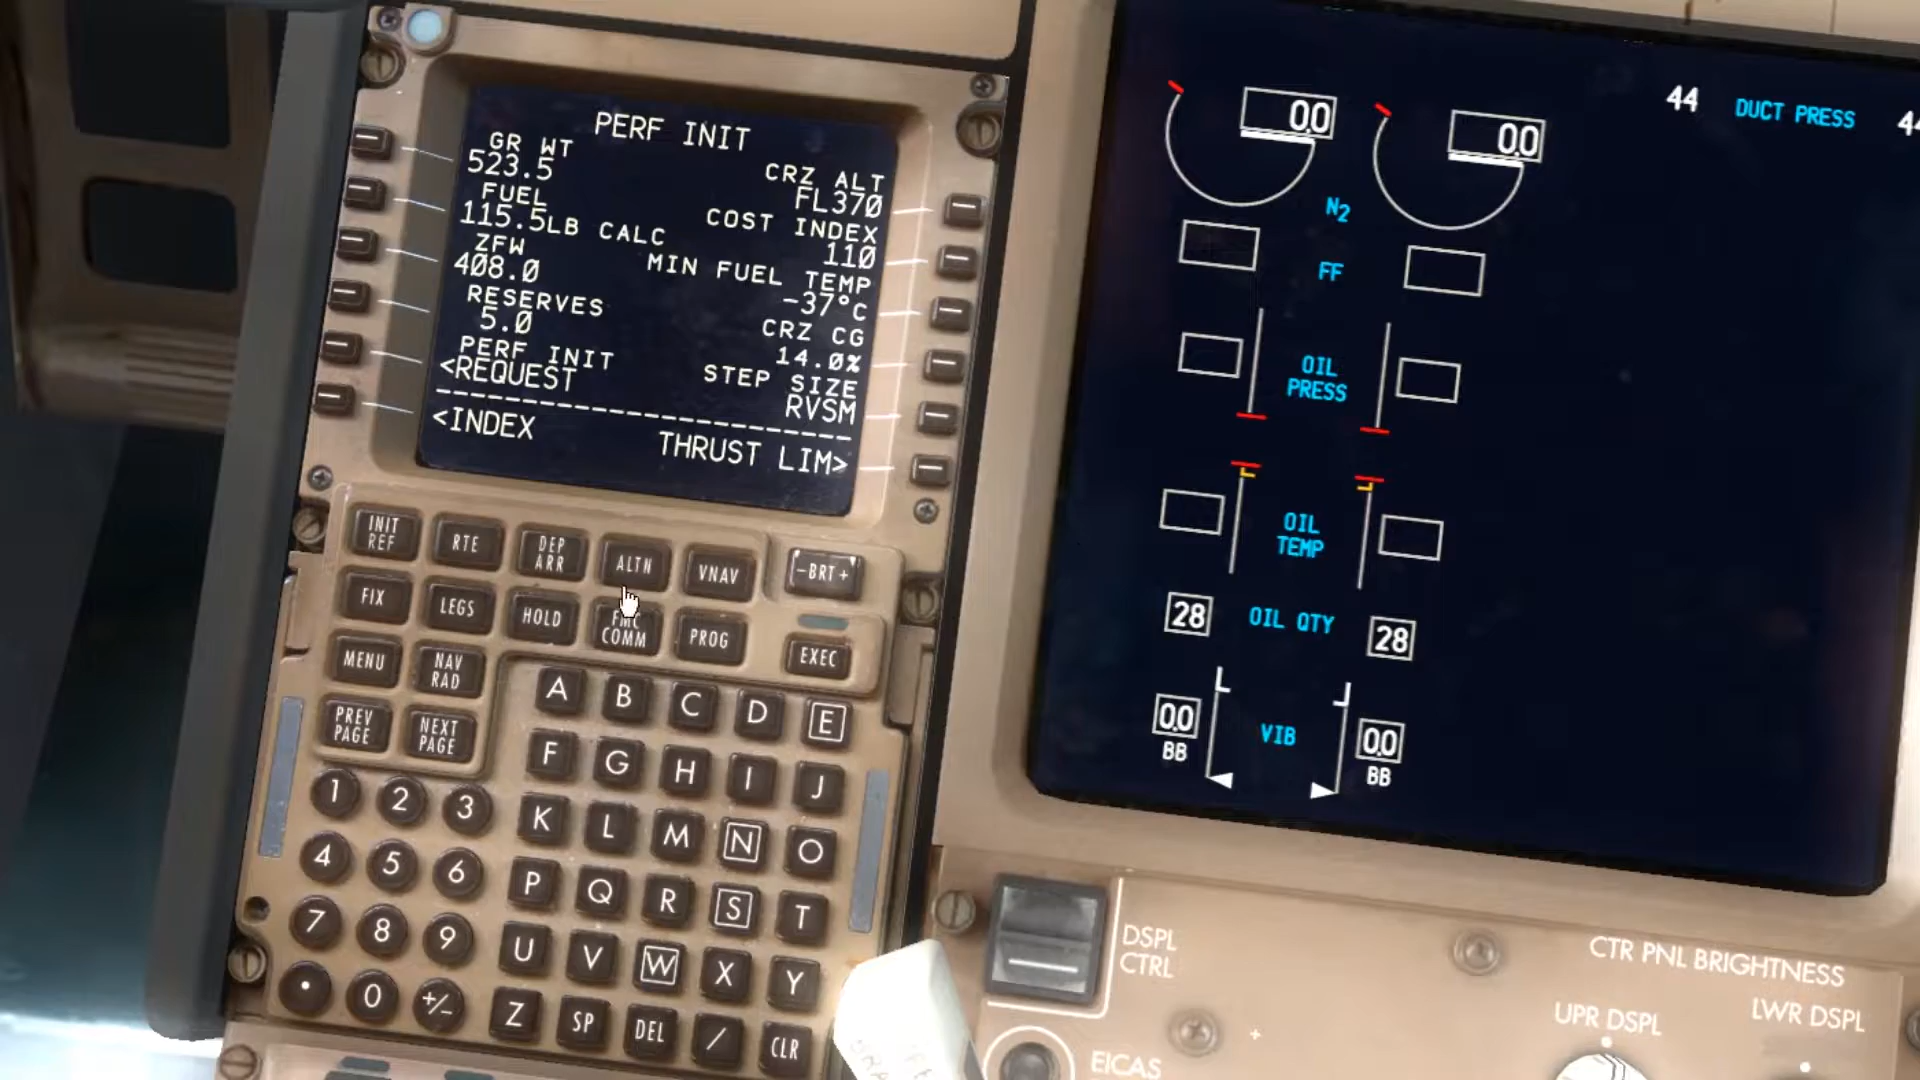 PERF INIT
GR WT
523.5
CRZ ALT
FL370
FUEL
115.5LB CALC
COST INDEX
110
ZFW
408.0
MIN FUEL TEMP
-37°C
RESERVES
5.0
CRZ CG
14.0%
PERF INIT
<REQUEST
STEP SIZE
RVSM
--------------------
<INDEX
THRUST LIM>
INIT REF
RTE
DEP ARR
ALTN
VNAV
-BRT+
FIX
LEGS
HOLD
FMC COMM
PROG
EXEC
MENU
NAV RAD
PREV PAGE
NEXT PAGE
A B C D E
F G H I J
K L M N O
P Q R S T
U V W X Y
Z SP DEL / CLR
1 2 3
4 5 6
7 8 9
. 0 +/-
0.0
0.0
44 DUCT PRESS
N2
FF
OIL
PRESS
OIL
TEMP
28 OIL QTY 28
0.0 VIB 0.0
BB
BB
DSPL
CTRL
EICAS
CTR PNL BRIGHTNESS
UPR DSPL
LWR DSPL